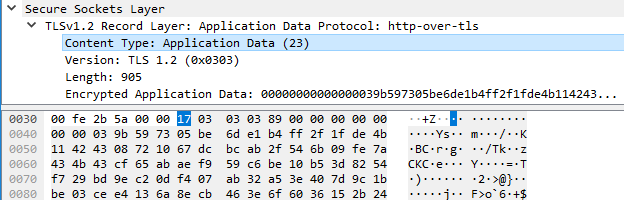 Secure Sockets Layer
TLSv1.2 Record Layer: Application Data Protocol: http-over-tls
Content Type: Application Data (23)
Version: TLS 1.2 (0x0303)
Length: 905
Encrypted Application Data: 00000000000000039b597305be6de1b4ff2f1fde4b114243...
0030 00 fe 2b 5a 00 00 17 03 03 03 89 00 00 00 00 00 ··+Z···· ········
0040 00 00 03 9b 59 73 05 be 6d e1 b4 ff 2f 1f de 4b ····Ys·· m···/··K
0050 11 42 43 08 72 10 67 dc bc ab 2f 54 6b 09 fe 7a ·BC·r·g· ··/Tk··z
0060 43 4b 43 cf 65 ab ae f9 59 c6 be 10 b5 3d 82 54 CKC·e··· Y····=·T
0070 f7 29 bd 9e c2 0d f4 07 ab 32 a5 3e 40 7d 9c 1b ·)······ ·2·>@}··
0080 be 03 ce e4 13 6a 8e cb 46 3e 6f 60 36 15 2b 24 ·····j·· F>o`6·+$